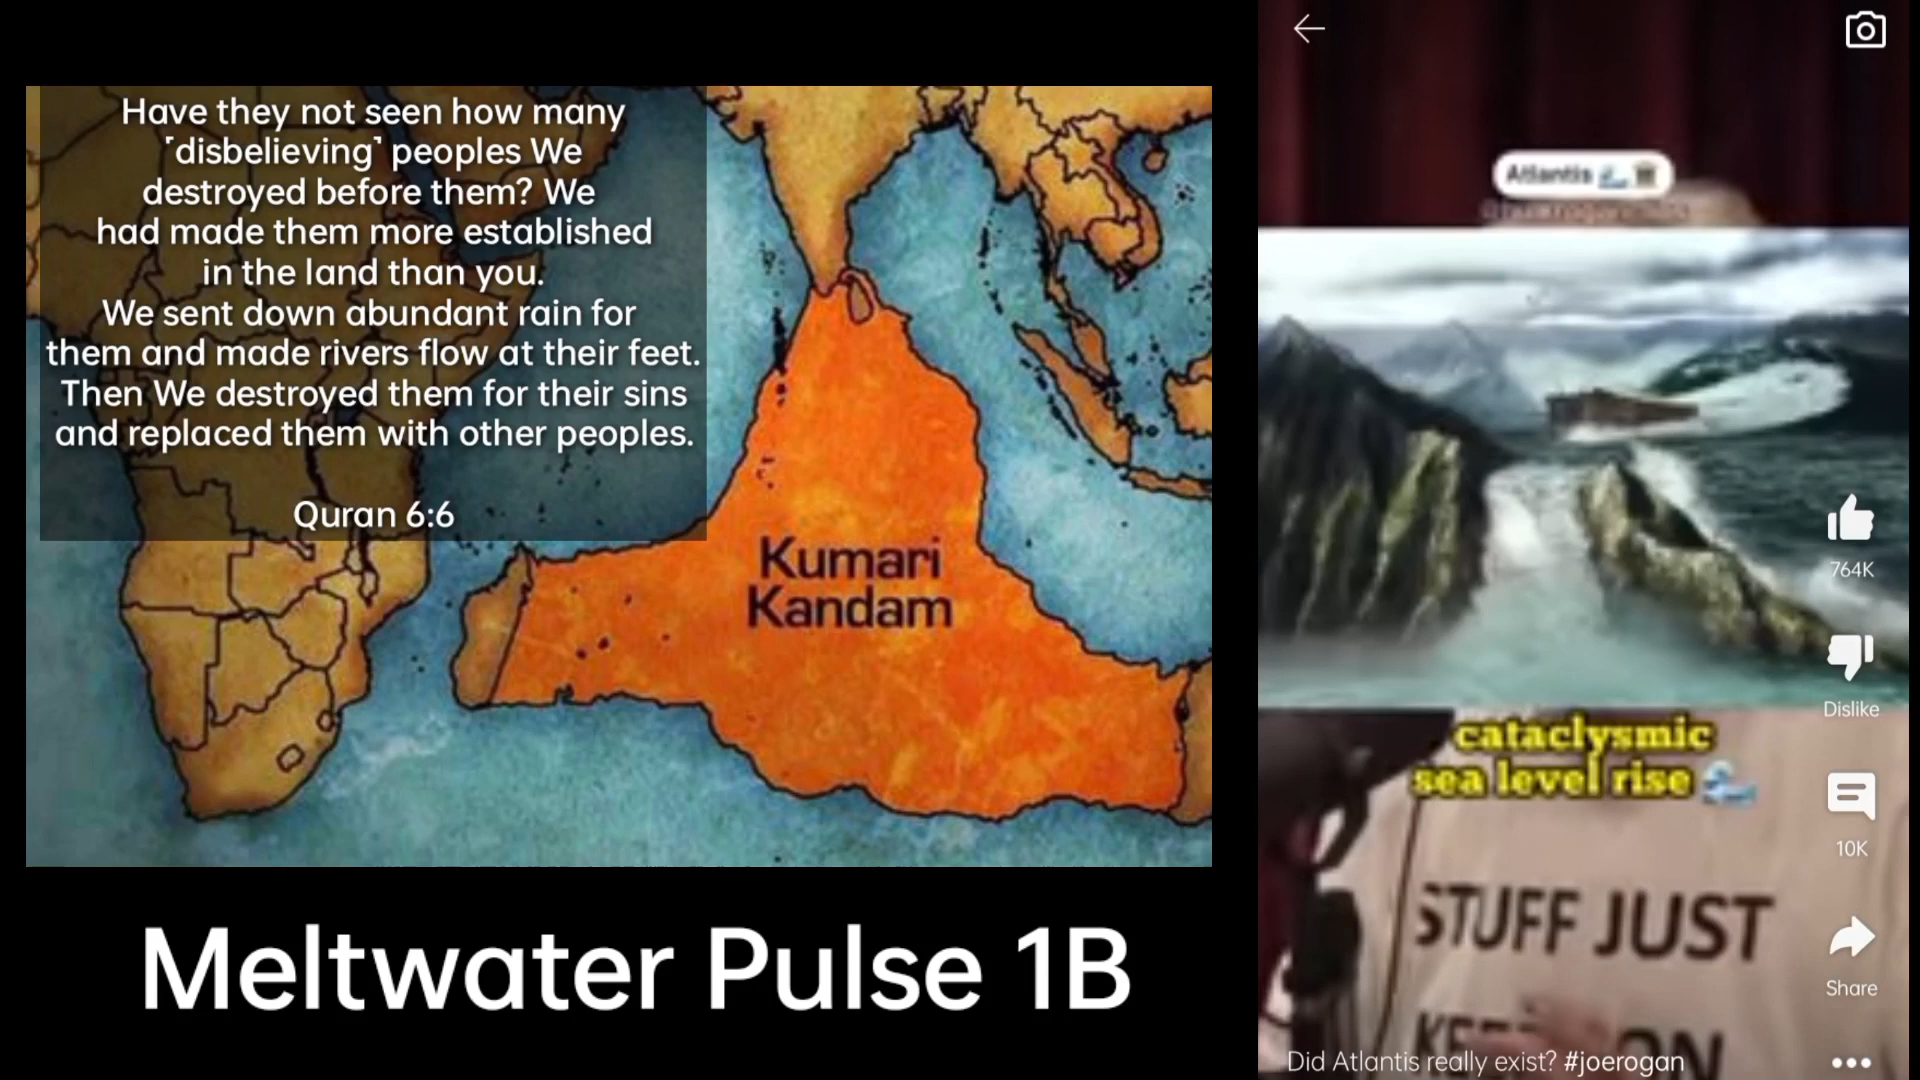 Have they not seen how many
˹disbelieving˺ peoples We
destroyed before them? We
had made them more established
in the land than you.
We sent down abundant rain for
them and made rivers flow at their feet.
Then We destroyed them for their sins
and replaced them with other peoples.
Quran 6:6
Kumari
Kandam
Meltwater Pulse 1B
Atlantis 🌊🏛️
cataclysmic
sea level rise 🌊
STUFF JUST
ON
764K
Dislike
10K
Share
Did Atlantis really exist? #joerogan